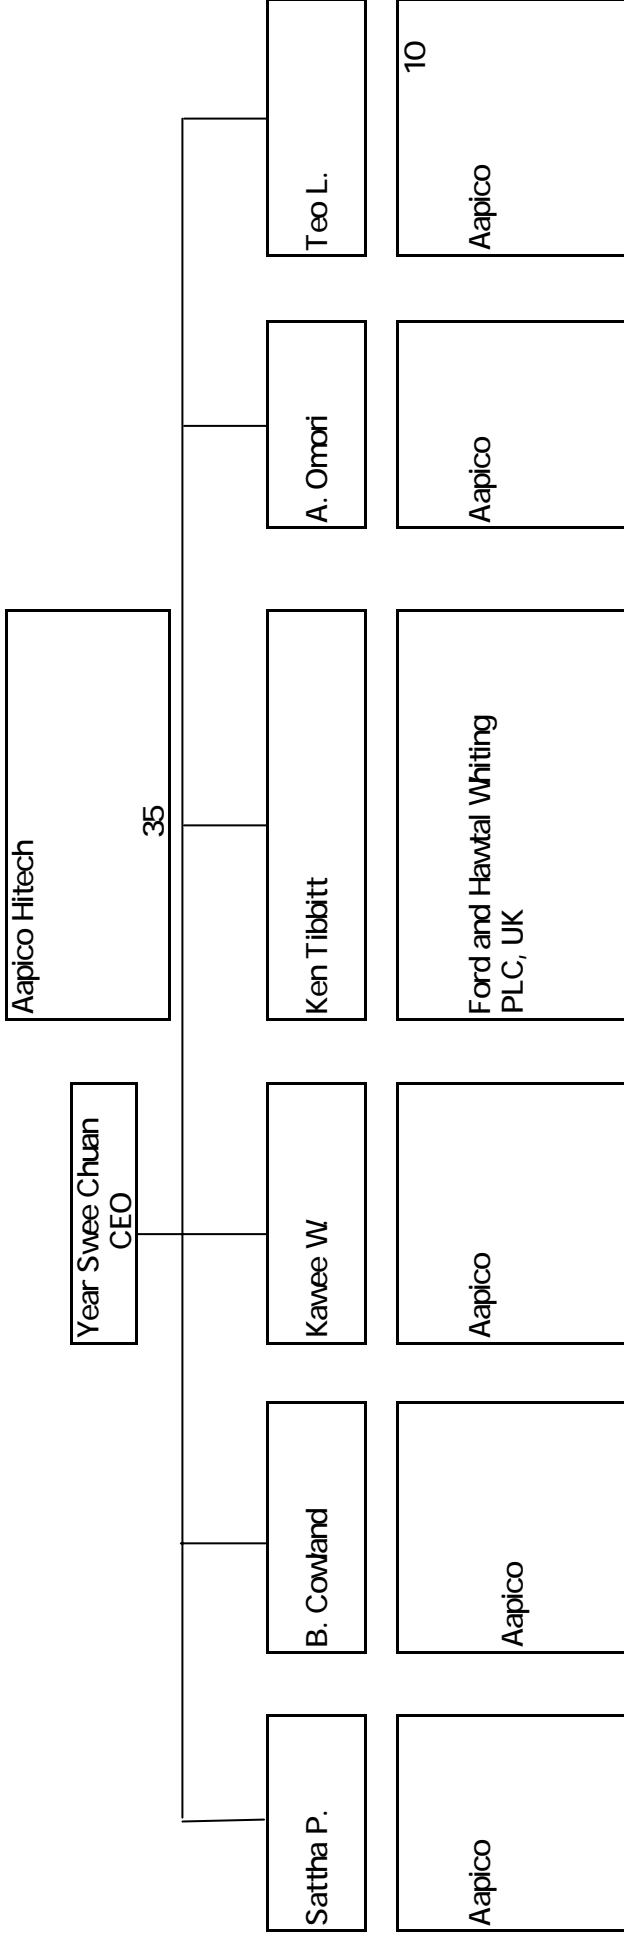 Aapico Hitech
35
Year Swee Chuan
CEO
Sattha P.
B. Cowland
Kawee W.
Ken Tibbitt
A. Omori
Teo L.
Aapico
Aapico
Aapico
Ford and Hawtal Whiting
PLC, UK
Aapico
10
Aapico